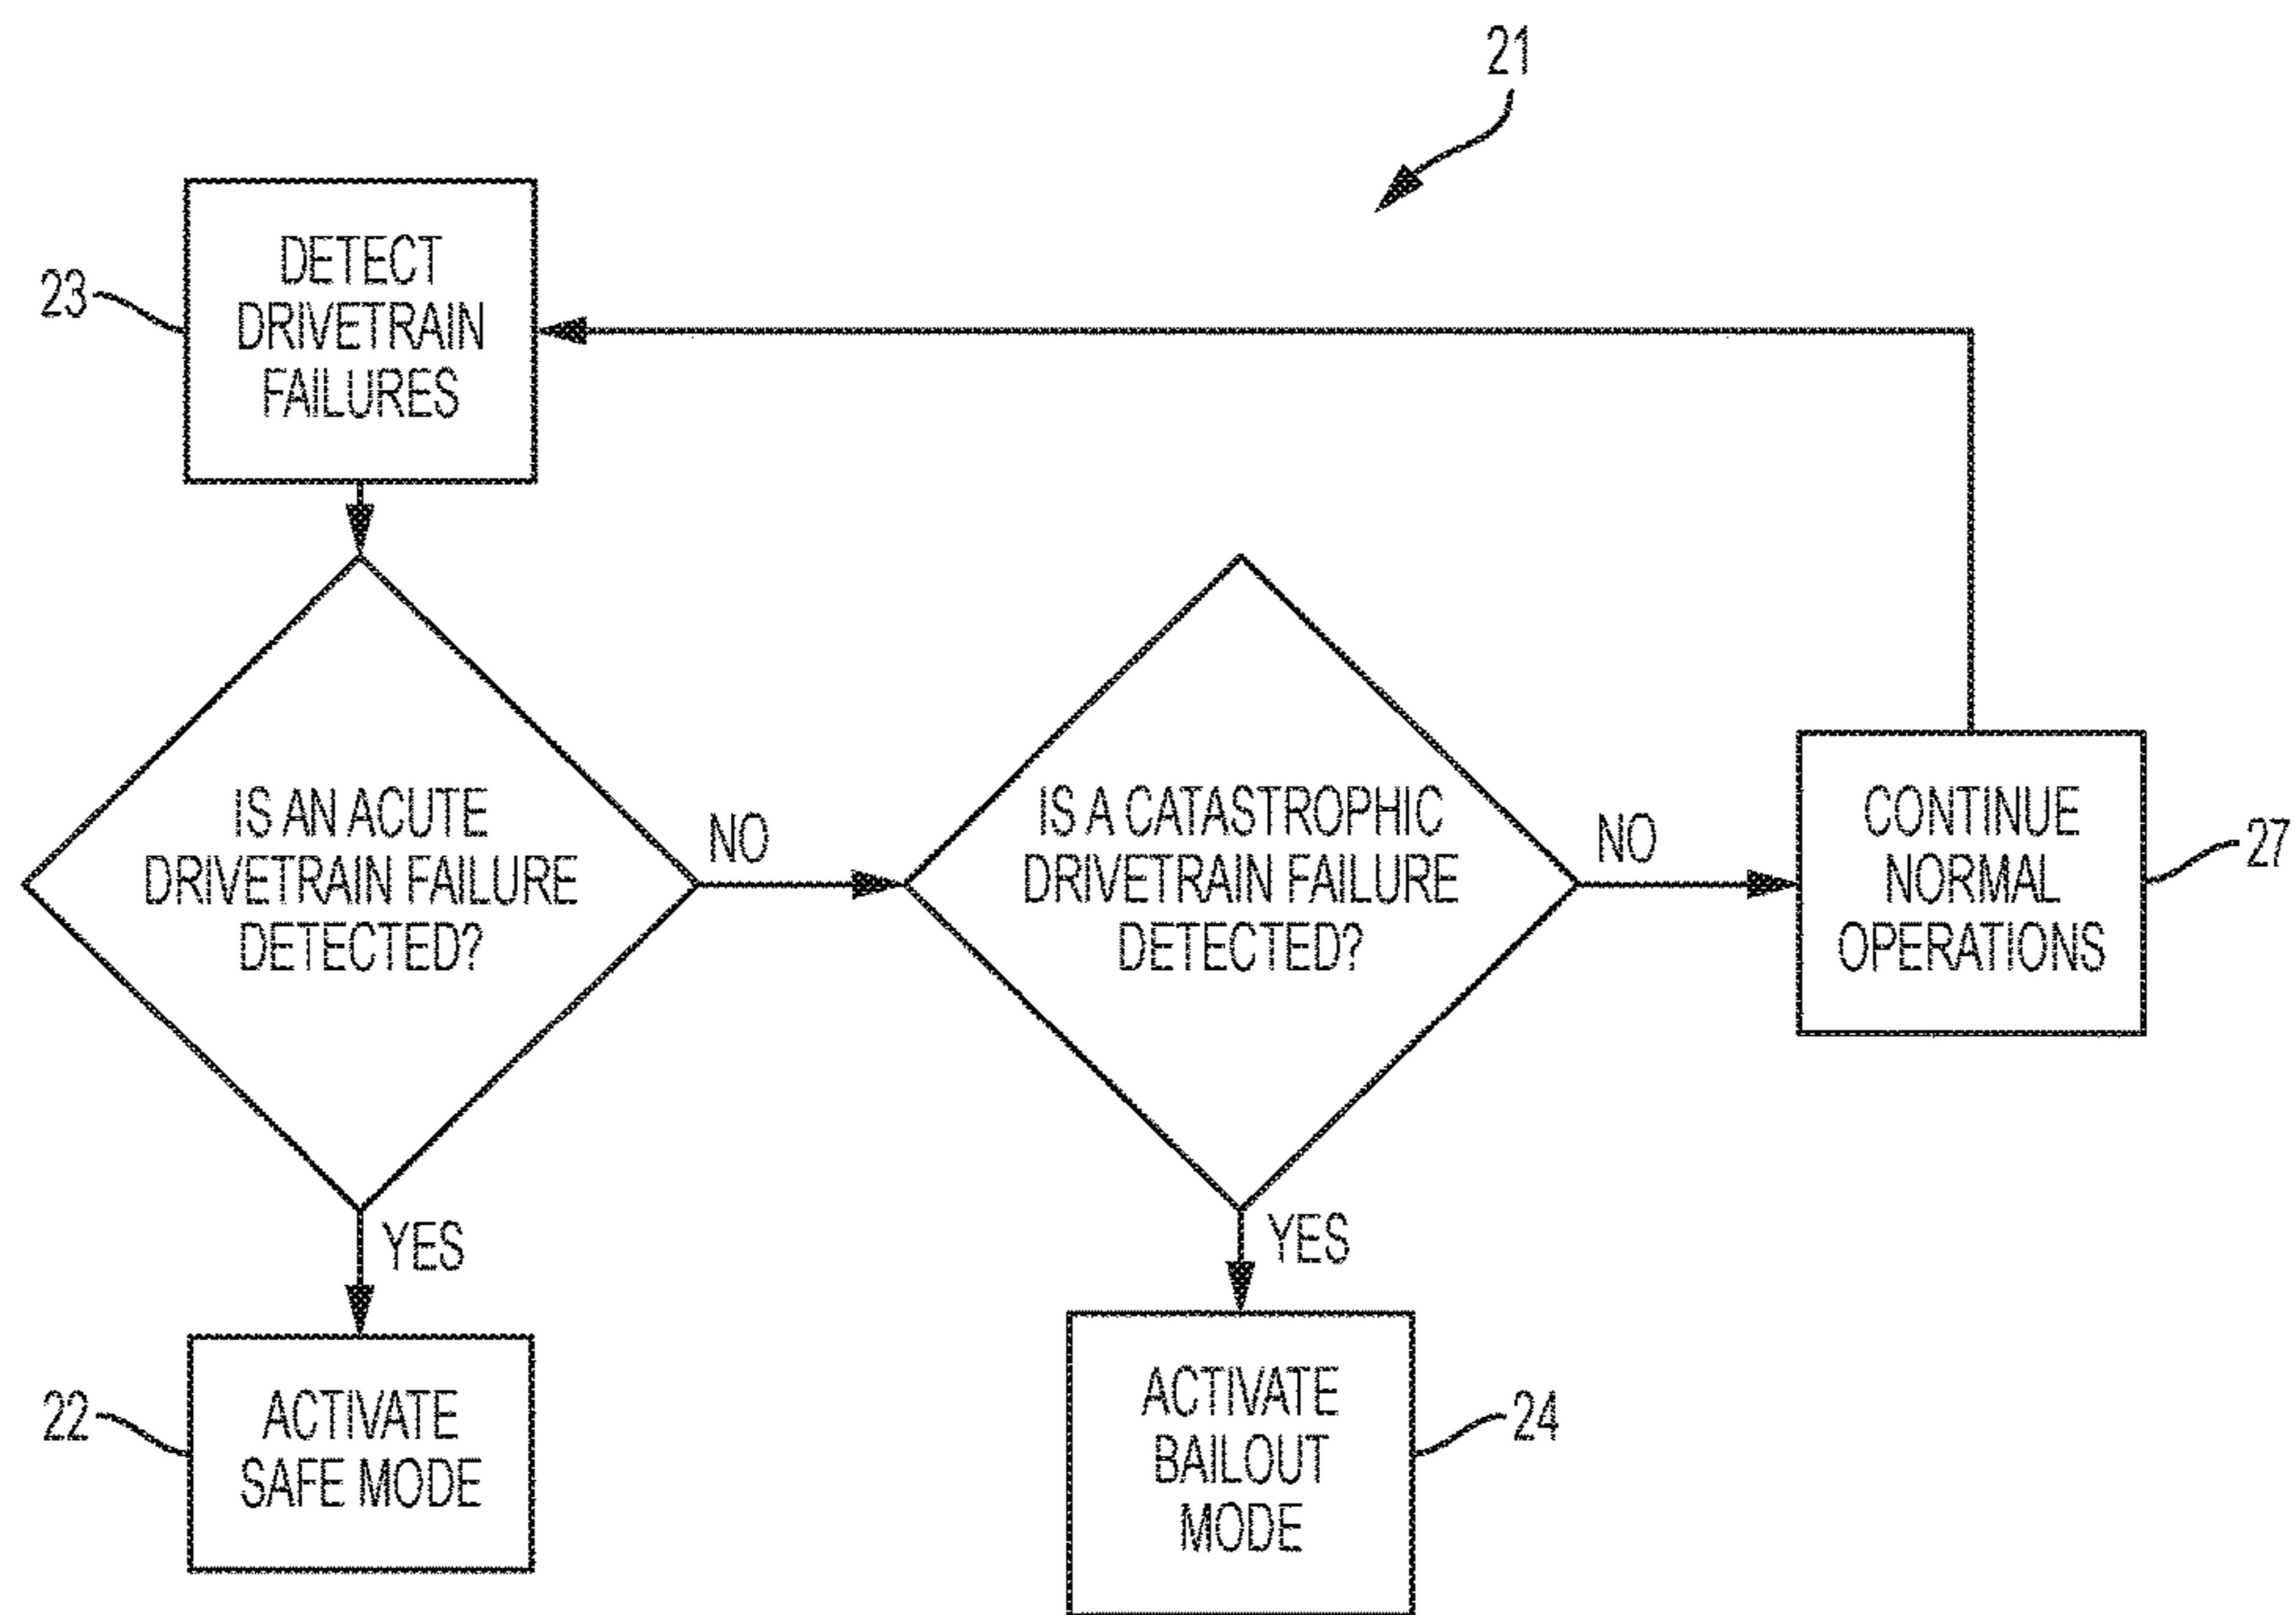 21
23
DETECT
DRIVETRAIN
FAILURES
IS AN ACUTE
DRIVETRAIN FAILURE
DETECTED?
NO
IS A CATASTROPHIC
DRIVETRAIN FAILURE
DETECTED?
NO
CONTINUE
NORMAL
OPERATIONS
27
YES
YES
22
ACTIVATE
SAFE MODE
ACTIVATE
BAILOUT
MODE
24